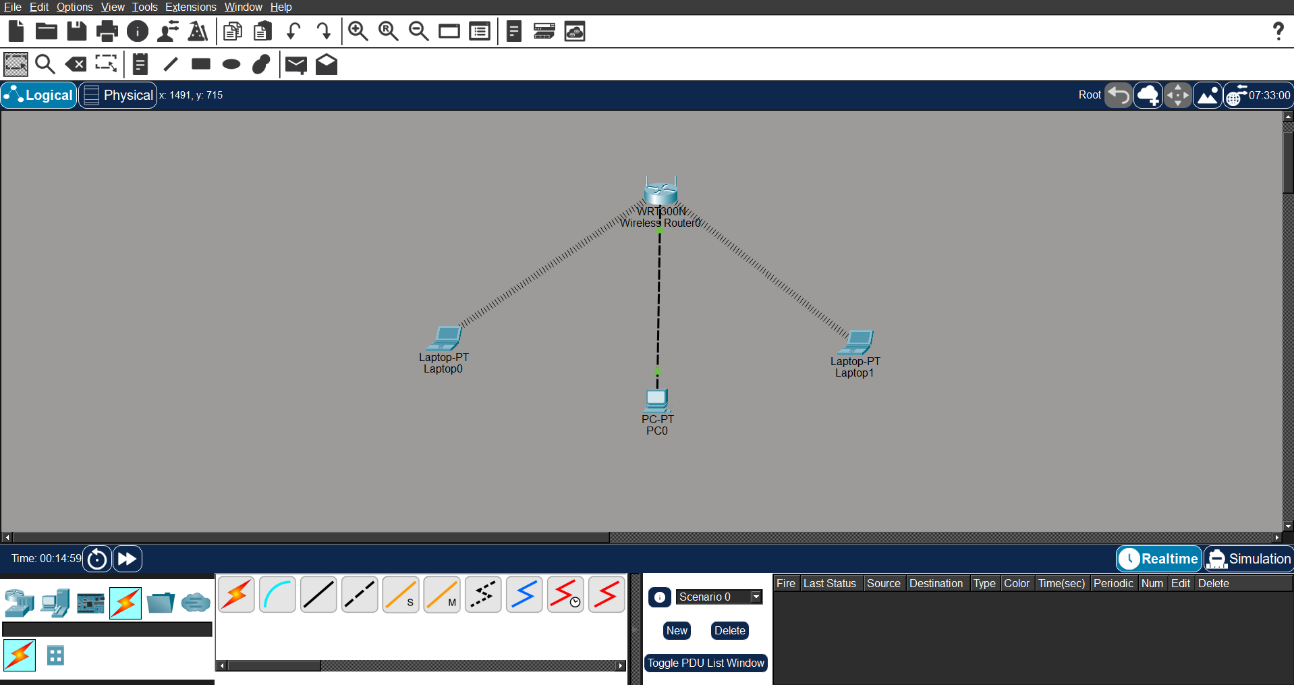 File Edit Options View Tools Extensions Window Help
?
Logical Physical x: 1491, y: 715 Root 07:33:00
WRT300N
Wireless Router0
Laptop-PT
Laptop0
Laptop-PT
Laptop1
PC-PT
PC0
Time: 00:14:59 Realtime Simulation
S M
Scenario 0
New Delete
Toggle PDU List Window
Fire Last Status Source Destination Type Color Time(sec) Periodic Num Edit Delete